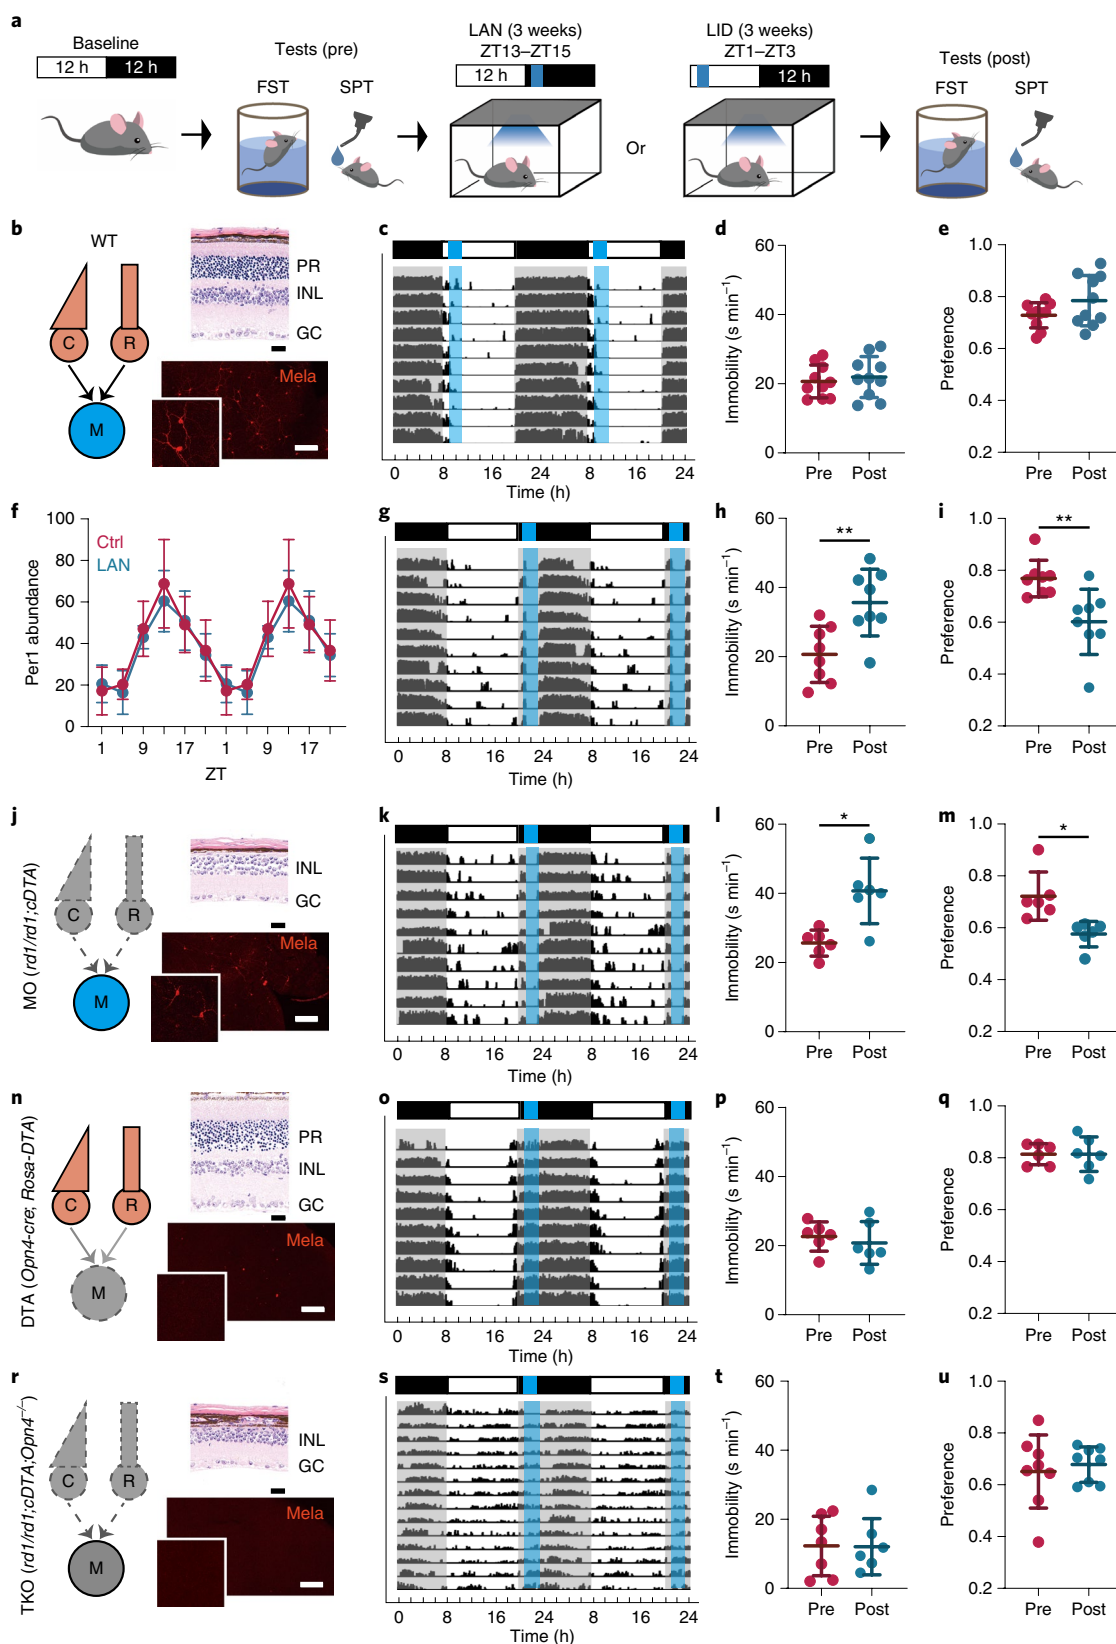 a
Baseline
12 h 12 h
Tests (pre)
FST SPT
LAN (3 weeks)
ZT13–ZT15
12 h
Or
LID (3 weeks)
ZT1–ZT3
12 h
Tests (post)
FST SPT
b
WT
C R
M
PR
INL
GC
Mela
c
0 8 16 24 8 16 24
Time (h)
d
Immobility (s min⁻¹)
60
40
20
0
Pre Post
e
Preference
1.0
0.8
0.6
0.4
0.2
Pre Post
f
Per1 abundance
100
80
60
40
20
0
Ctrl
LAN
1 9 17 1 9 17
ZT
g
0 8 16 24 8 16 24
Time (h)
h
Immobility (s min⁻¹)
60
40
20
0
**
Pre Post
i
Preference
1.0
0.8
0.6
0.4
0.2
**
Pre Post
j
MO (rd1/rd1;cDTA)
C R
M
INL
GC
Mela
k
0 8 16 24 8 16 24
Time (h)
l
Immobility (s min⁻¹)
60
40
20
0
*
Pre Post
m
Preference
1.0
0.8
0.6
0.4
0.2
*
Pre Post
n
DTA (Opn4-cre; Rosa-DTA)
C R
M
PR
INL
GC
Mela
o
0 8 16 24 8 16 24
Time (h)
p
Immobility (s min⁻¹)
60
40
20
0
Pre Post
q
Preference
1.0
0.8
0.6
0.4
0.2
Pre Post
r
TKO (rd1/rd1;cDTA;Opn4⁻/⁻)
C R
M
INL
GC
Mela
s
0 8 16 24 8 16 24
Time (h)
t
Immobility (s min⁻¹)
60
40
20
0
Pre Post
u
Preference
1.0
0.8
0.6
0.4
0.2
Pre Post